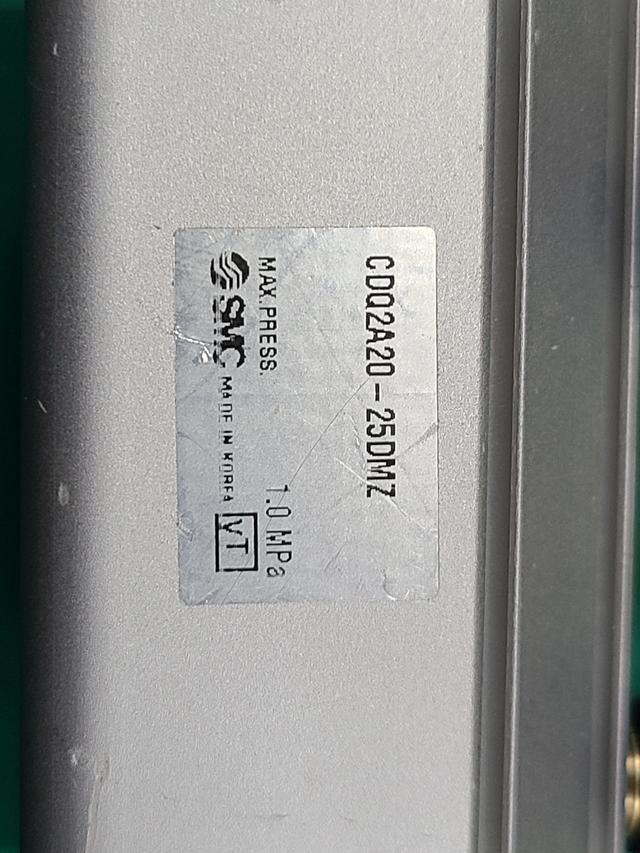 CDQ2A20-25DMZ
MAX.PRESS. 1.0 MPa
SMC MADE IN KOREA VT